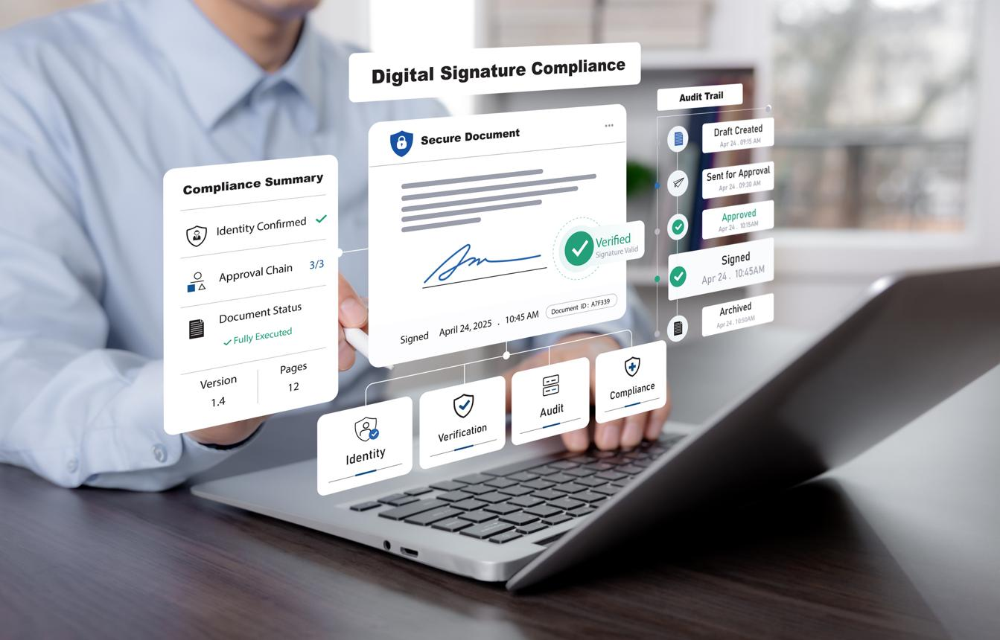 Digital Signature Compliance
Compliance Summary
Identity Confirmed
Approval Chain 3/3
Document Status
Fully Executed
Version
1.4
Pages
12
Secure Document
Verified
Signature Valid
Signed April 24, 2025 . 10:45 AM
Document ID : A7F339
Audit Trail
Draft Created
Apr 24 . 09:15 AM
Sent for Approval
Apr 24 . 09:30 AM
Approved
Apr 24 . 10:15AM
Signed
Apr 24 . 10:45AM
Archived
Apr 24 . 10:50AM
Identity
Verification
Audit
Compliance